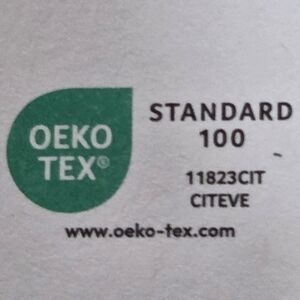 OEKO
TEX®
STANDARD
100
11823CIT
CITEVE
www.oeko-tex.com